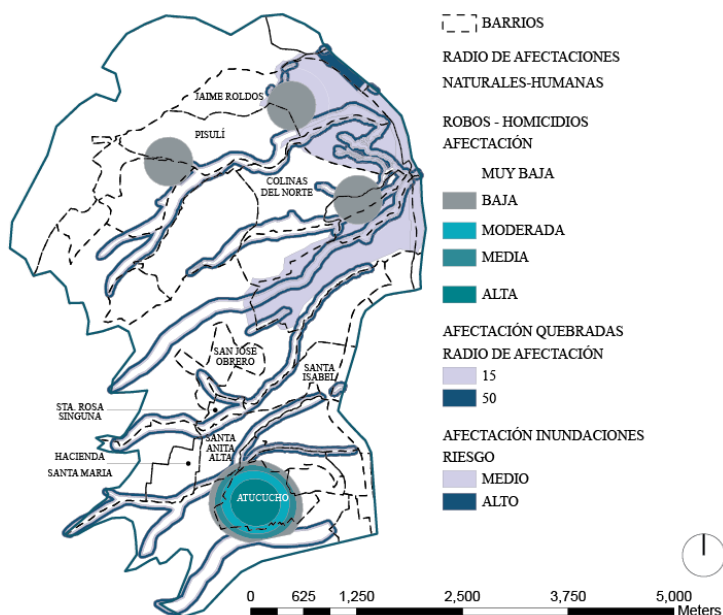 BARRIOS
RADIO DE AFECTACIONES
NATURALES-HUMANAS
ROBOS - HOMICIDIOS
AFECTACIÓN
MUY BAJA
BAJA
MODERADA
MEDIA
ALTA
AFECTACIÓN QUEBRADAS
RADIO DE AFECTACIÓN
15
50
AFECTACIÓN INUNDACIONES
RIESGO
MEDIO
ALTO
JAIME ROLDOS
PISULÍ
COLINAS
DEL NORTE
SAN JOSE
OBRERO
SANTA
ISABEL
STA. ROSA
SINGUNA
SANTA
ANITA
ALTA
HACIENDA
SANTA MARIA
ATUCUCHO
0 625 1,250 2,500 3,750 5,000
Meters